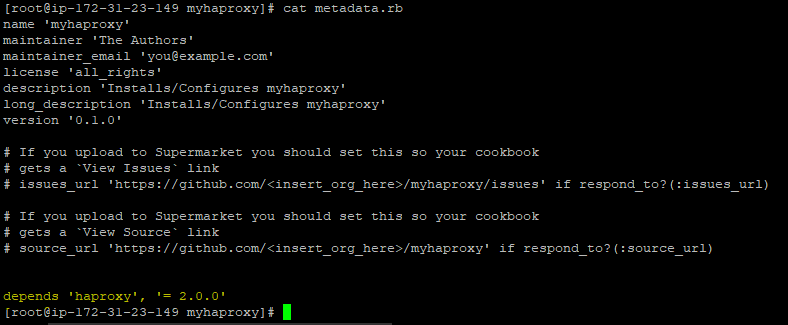 [root@ip-172-31-23-149 myhaproxy]# cat metadata.rb
name 'myhaproxy'
maintainer 'The Authors'
maintainer_email 'you@example.com'
license 'all_rights'
description 'Installs/Configures myhaproxy'
long_description 'Installs/Configures myhaproxy'
version '0.1.0'
# If you upload to Supermarket you should set this so your cookbook
# gets a `View Issues` link
# issues_url 'https://github.com/<insert_org_here>/myhaproxy/issues' if respond_to?(:issues_url)
# If you upload to Supermarket you should set this so your cookbook
# gets a `View Source` link
# source_url 'https://github.com/<insert_org_here>/myhaproxy' if respond_to?(:source_url)
depends 'haproxy', '= 2.0.0'
[root@ip-172-31-23-149 myhaproxy]#